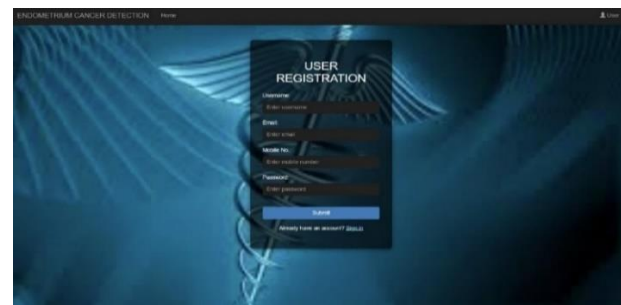 ENDOMETRIUM CANCER DETECTION Home User
USER
REGISTRATION
Username:
Enter username
Email:
Enter email
Mobile No.:
Enter mobile number
Password:
Enter password
Submit
Already have an account? Sign in